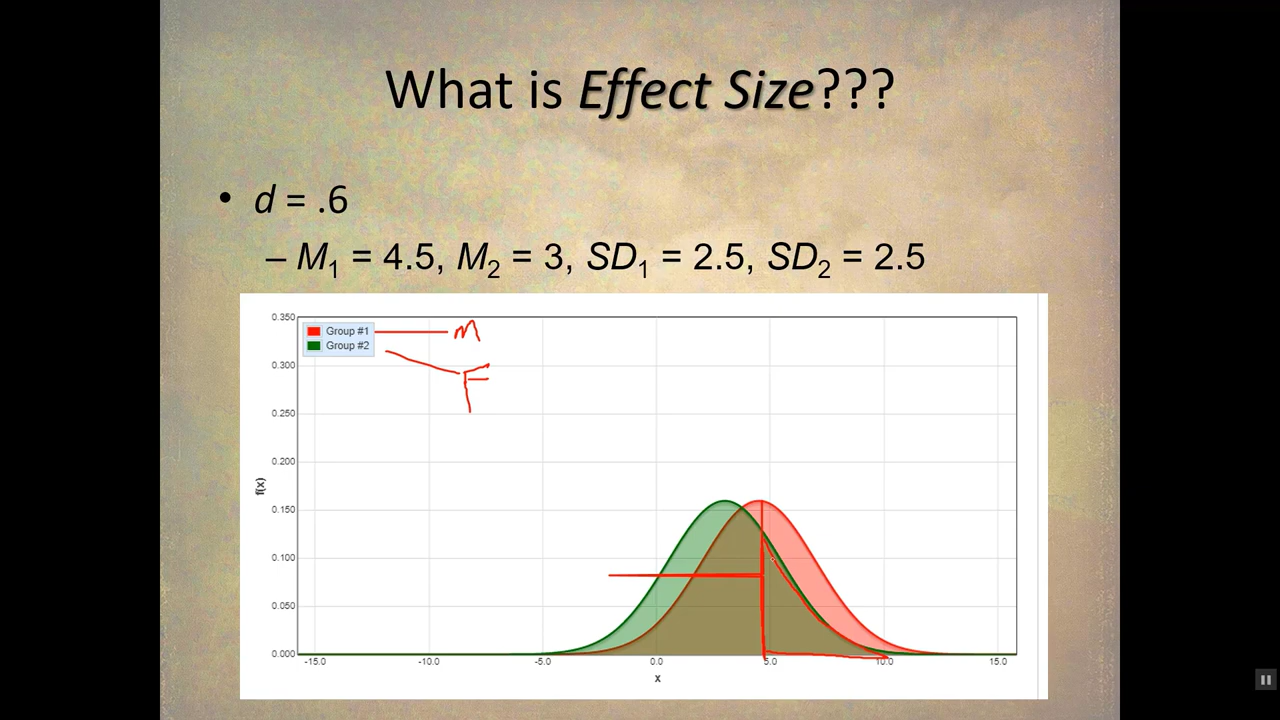 What is Effect Size???
• d = .6
– M1 = 4.5, M2 = 3, SD1 = 2.5, SD2 = 2.5
0.350
Group #1 M
Group #2 F
0.300
0.250
0.200
0.150
0.100
0.050
0.000
f(x)
-15.0 -10.0 -5.0 0.0 5.0 10.0 15.0
x